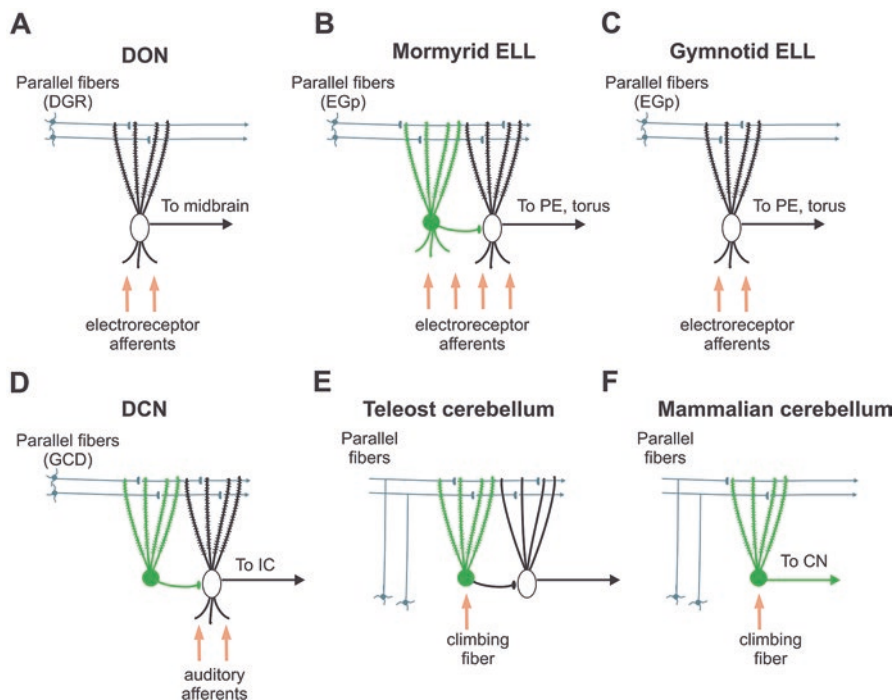 A
DON
Parallel fibers
(DGR)
To midbrain
electroreceptor
afferents
B
Mormyrid ELL
Parallel fibers
(EGp)
To PE, torus
electroreceptor
afferents
C
Gymnotid ELL
Parallel fibers
(EGp)
To PE, torus
electroreceptor
afferents
D
DCN
Parallel fibers
(GCD)
To IC
auditory
afferents
E
Teleost cerebellum
Parallel
fibers
climbing
fiber
F
Mammalian cerebellum
Parallel
fibers
To CN
climbing
fiber